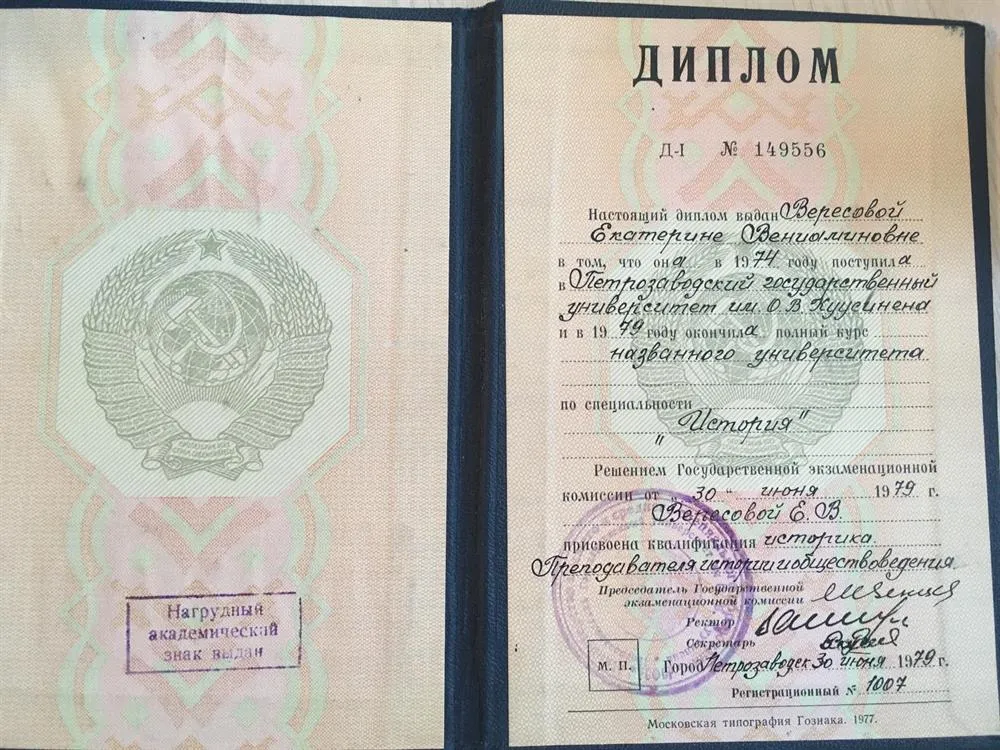 Нагрудный
академический
знак выдан
ДИПЛОМ
Д-I № 149556
Настоящий диплом выдан Вересовой
Екатерине Вениаминовне
в том, что она в 1974 году поступила
в Петрозаводский государственный
университет им. О.В. Куусинена
и в 1979 году окончила полный курс
названного университета
по специальности
"История"
Решением Государственной экзаменационной
комиссии от „30" июня 1979 г.
Вересовой Е. В.
присвоена квалификация историка.
Преподавателя истории и обществоведения
Председатель Государственной
экзаменационной комиссии
Ректор
Секретарь
М. П. Город Петрозаводск 30 июня 1979 г.
Регистрационный № 1007
Московская типография Гознака. 1977.